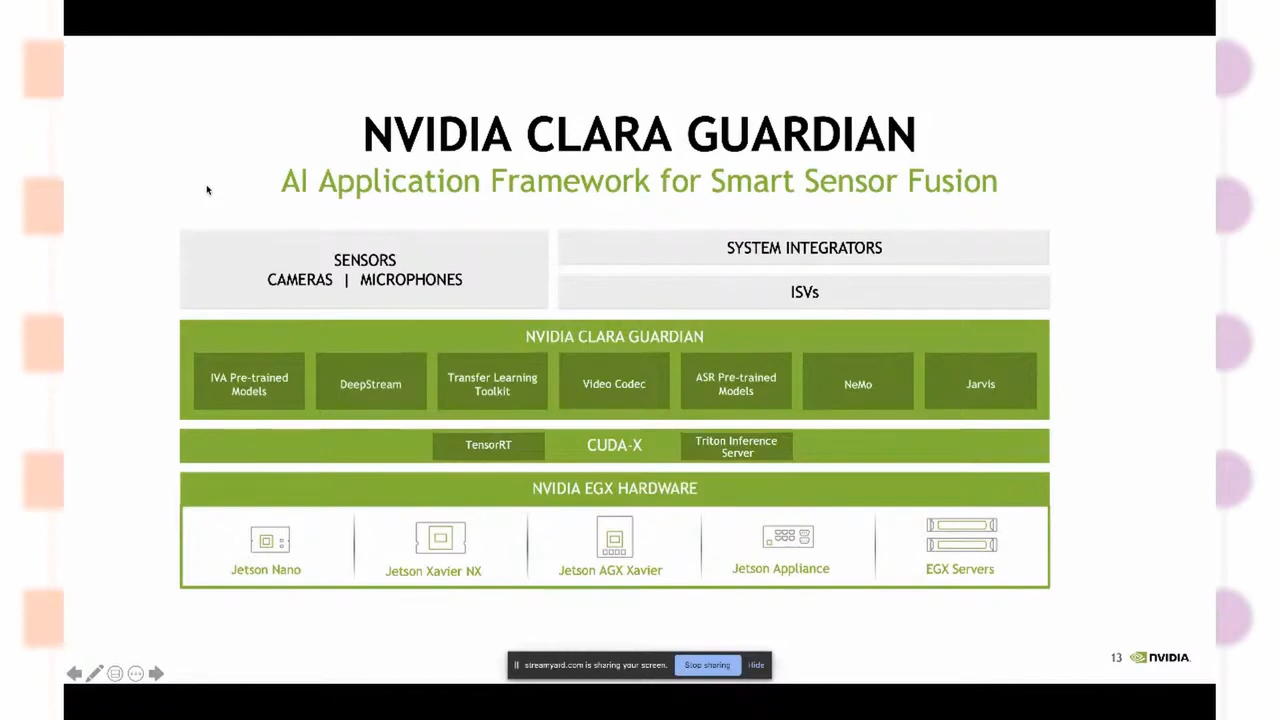 NVIDIA CLARA GUARDIAN
AI Application Framework for Smart Sensor Fusion
SENSORS
CAMERAS | MICROPHONES
SYSTEM INTEGRATORS
ISVs
NVIDIA CLARA GUARDIAN
IVA Pre-trained
Models
DeepStream
Transfer Learning
Toolkit
Video Codec
ASR Pre-trained
Models
NeMo
Jarvis
TensorRT
CUDA-X
Triton Inference
Server
NVIDIA EGX HARDWARE
Jetson Nano
Jetson Xavier NX
Jetson AGX Xavier
Jetson Appliance
EGX Servers
streamyard.com is sharing your screen.
Stop sharing
Hide
13
NVIDIA.